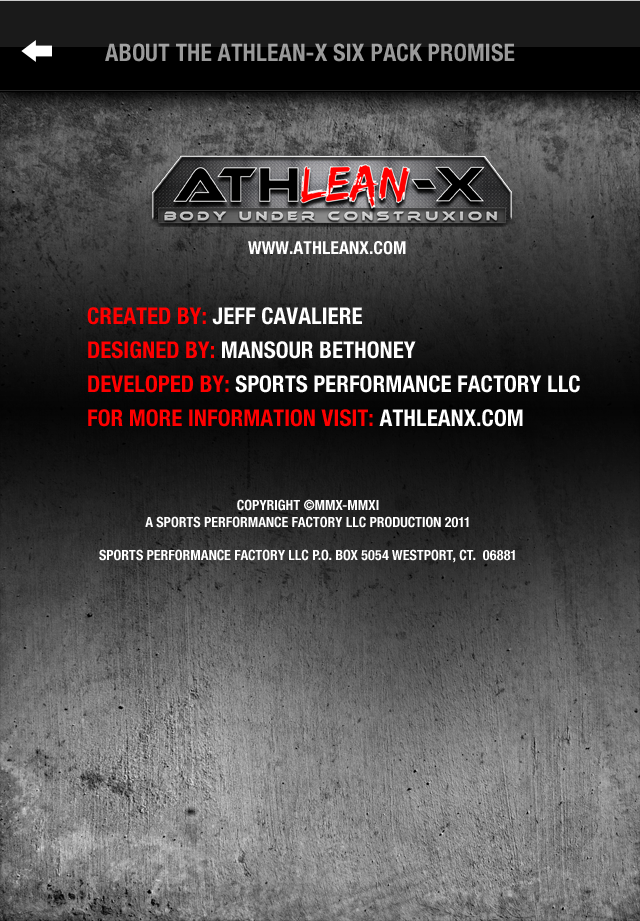 ABOUT THE ATHLEAN-X SIX PACK PROMISE
ATHLEAN-X
BODY UNDER CONSTRUXION
WWW.ATHLEANX.COM
CREATED BY: JEFF CAVALIERE
DESIGNED BY: MANSOUR BETHONEY
DEVELOPED BY: SPORTS PERFORMANCE FACTORY LLC
FOR MORE INFORMATION VISIT: ATHLEANX.COM
COPYRIGHT ©MMX-MMXI
A SPORTS PERFORMANCE FACTORY LLC PRODUCTION 2011
SPORTS PERFORMANCE FACTORY LLC P.O. BOX 5054 WESTPORT, CT. 06881